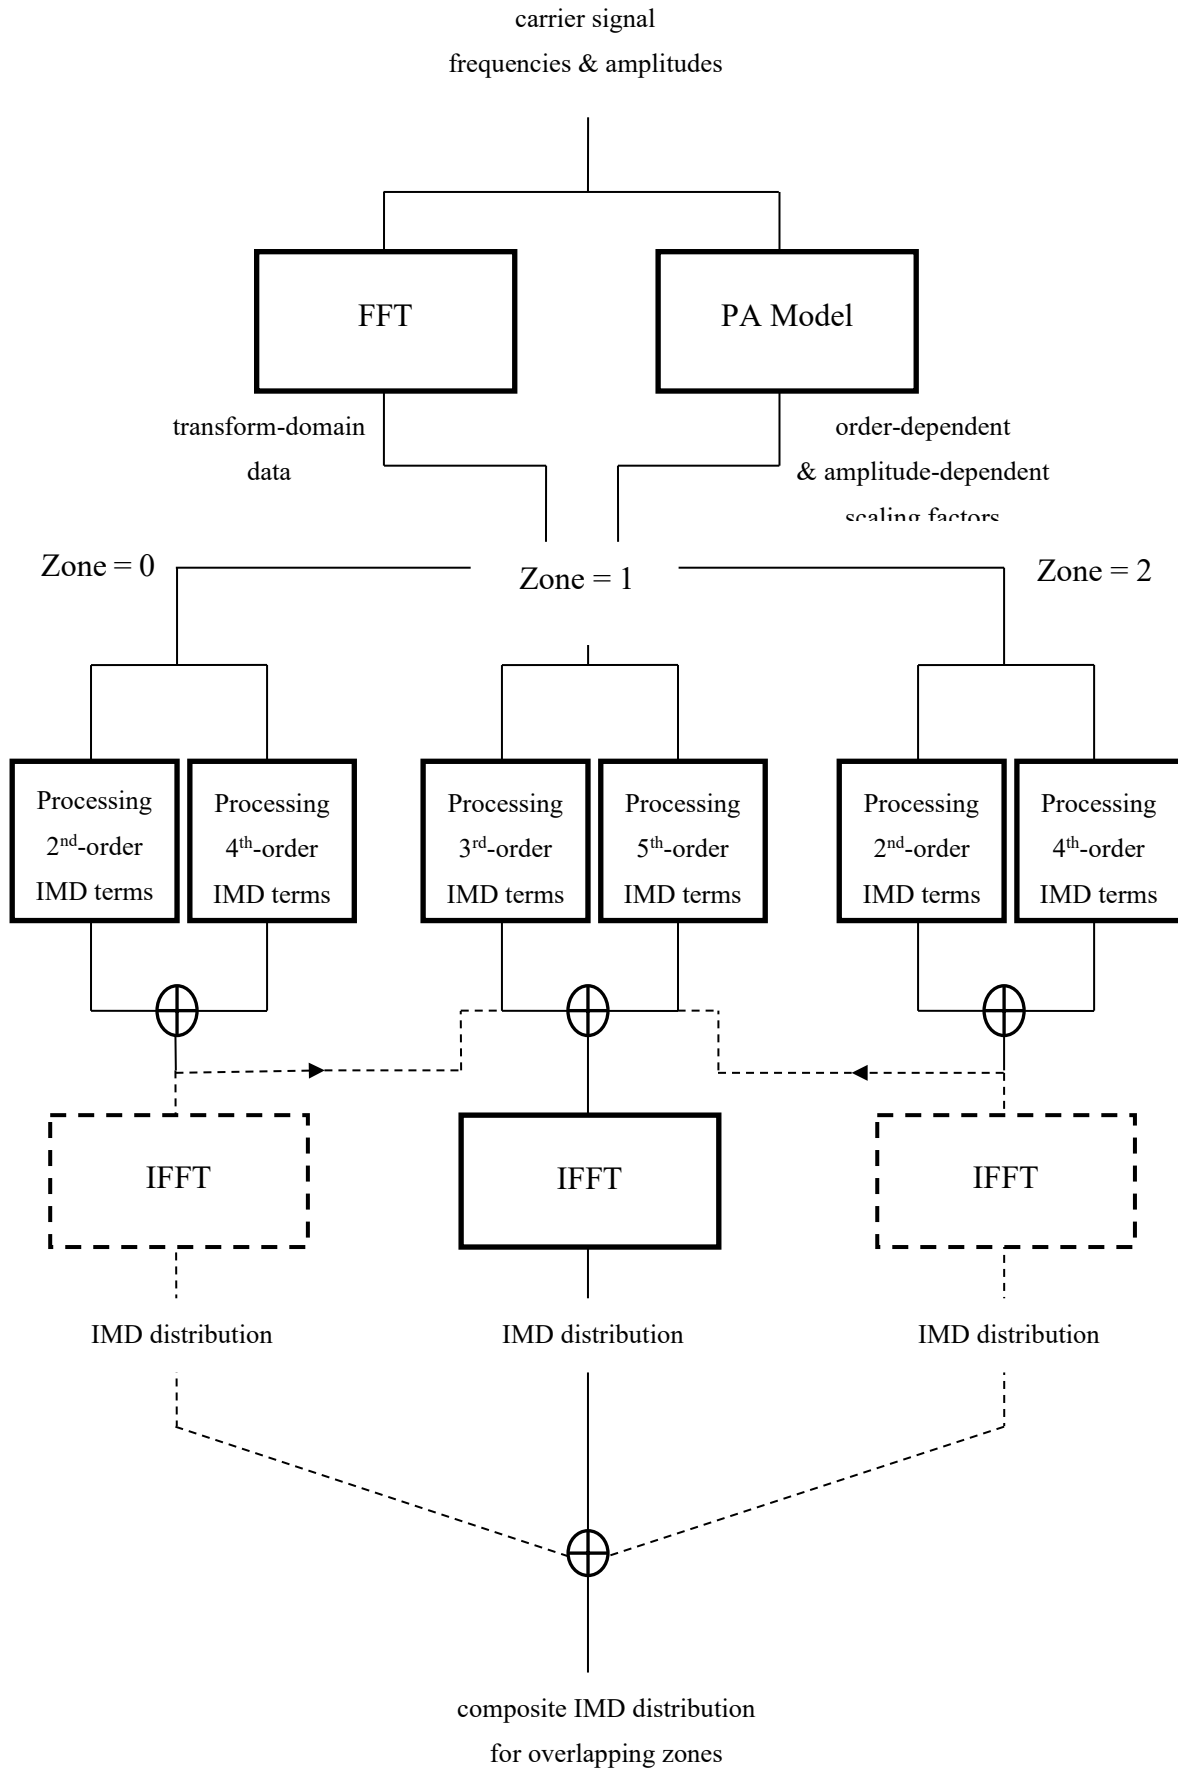 carrier signal
frequencies & amplitudes
FFT
PA Model
transform-domain
data
order-dependent
& amplitude-dependent
scaling factors
Zone = 0
Zone = 1
Zone = 2
Processing
2nd-order
IMD terms
Processing
4th-order
IMD terms
Processing
3rd-order
IMD terms
Processing
5th-order
IMD terms
Processing
2nd-order
IMD terms
Processing
4th-order
IMD terms
IFFT
IFFT
IFFT
IMD distribution
IMD distribution
IMD distribution
composite IMD distribution
for overlapping zones